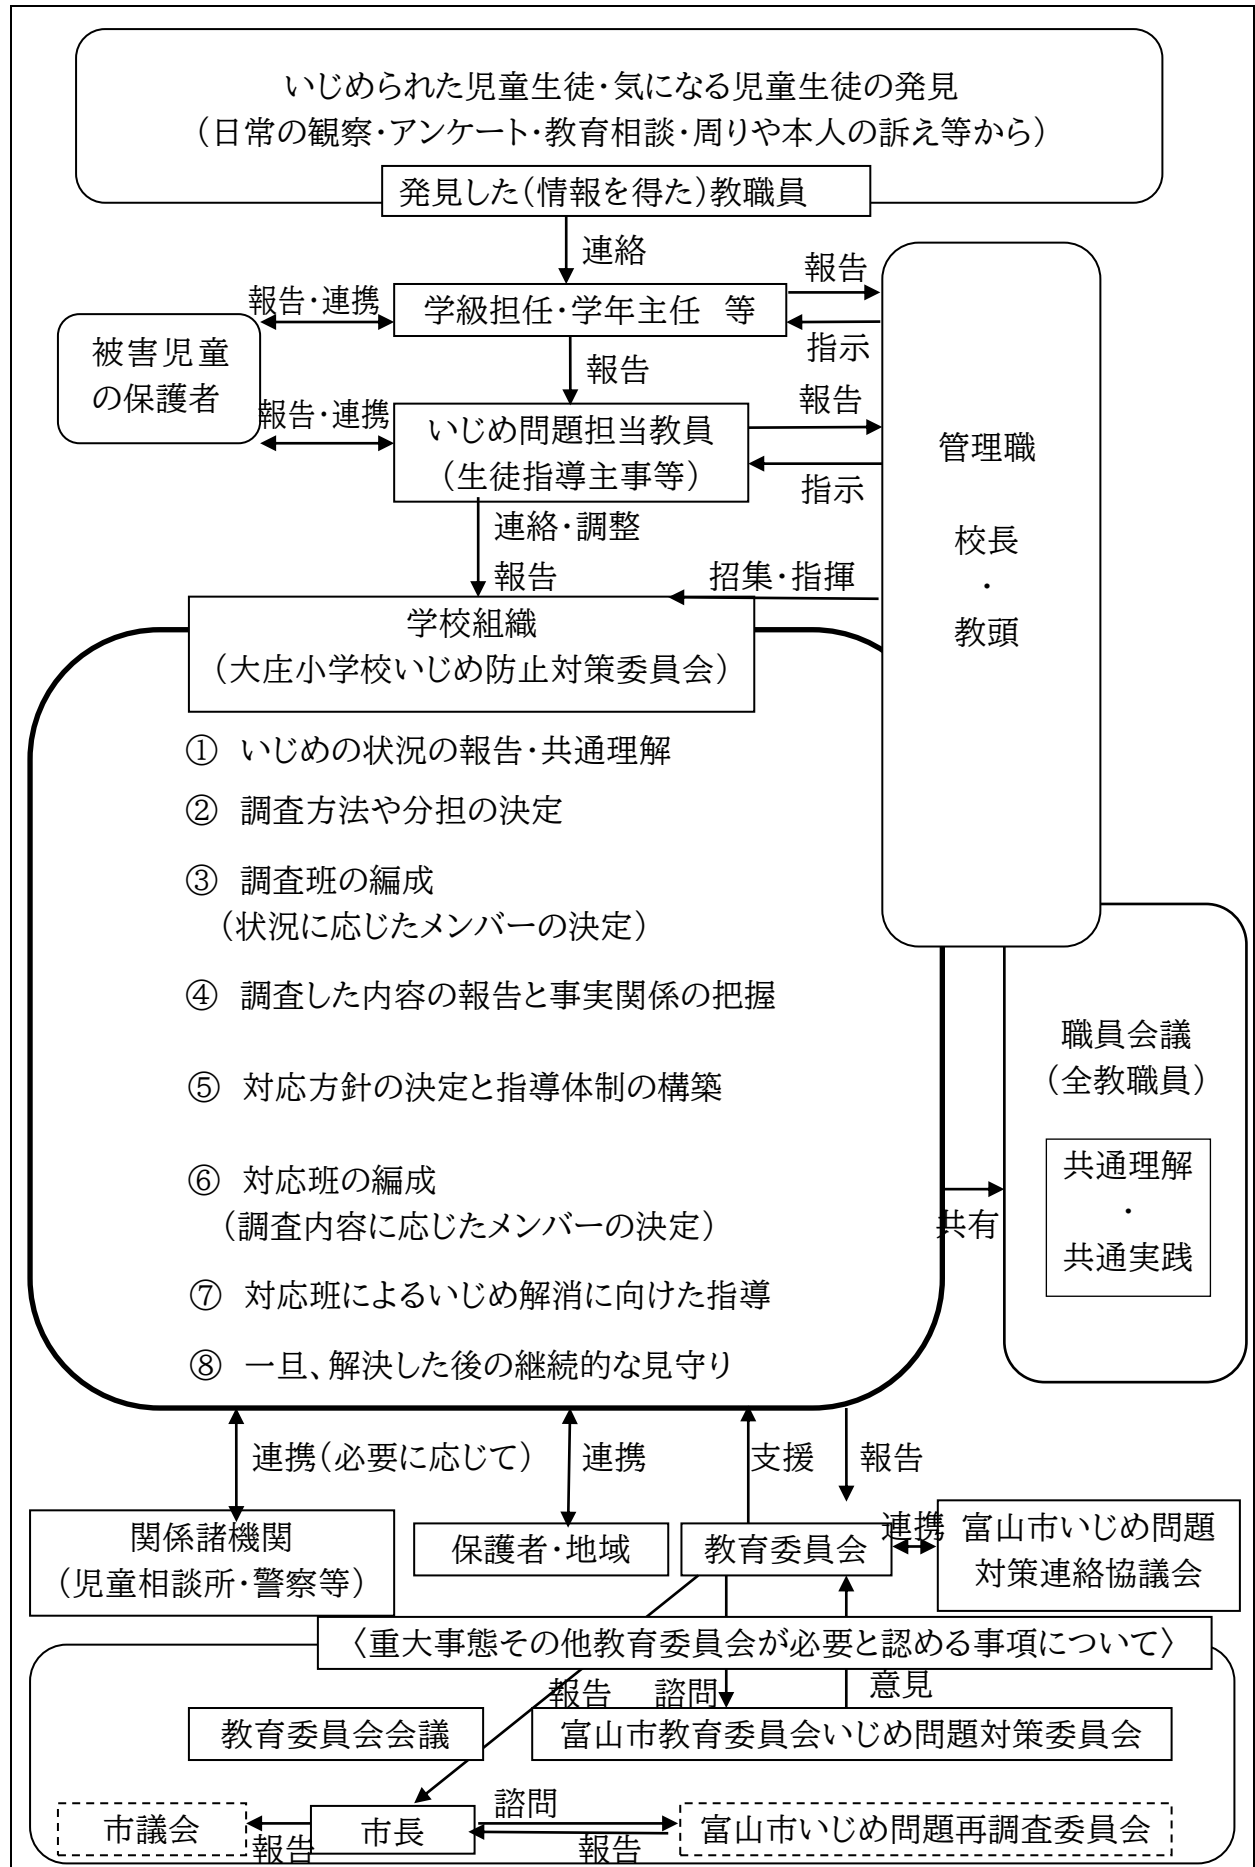 いじめられた児童生徒・気になる児童生徒の発見
（日常の観察・アンケート・教育相談・周りや本人の訴え等から）
発見した（情報を得た）教職員
連絡
報告
報告・連携
学級担任・学年主任　等
指示
被害児童
の保護者
報告
報告
報告・連携
いじめ問題担当教員
（生徒指導主事等）
指示
管理職
校長
・
教頭
連絡・調整
報告
招集・指揮
学校組織
（大庄小学校いじめ防止対策委員会）
①　いじめの状況の報告・共通理解
②　調査方法や分担の決定
③　調査班の編成
（状況に応じたメンバーの決定）
④　調査した内容の報告と事実関係の把握
⑤　対応方針の決定と指導体制の構築
⑥　対応班の編成
（調査内容に応じたメンバーの決定）
⑦　対応班によるいじめ解消に向けた指導
⑧　一旦、解決した後の継続的な見守り
共有
職員会議
（全教職員）
共通理解
・
共通実践
連携（必要に応じて）
連携
支援
報告
関係諸機関
（児童相談所・警察等）
保護者・地域
教育委員会
連携
富山市いじめ問題
対策連絡協議会
〈重大事態その他教育委員会が必要と認める事項について〉
報告
諮問
意見
教育委員会会議
富山市教育委員会いじめ問題対策委員会
市議会
報告
市長
諮問
報告
富山市いじめ問題再調査委員会